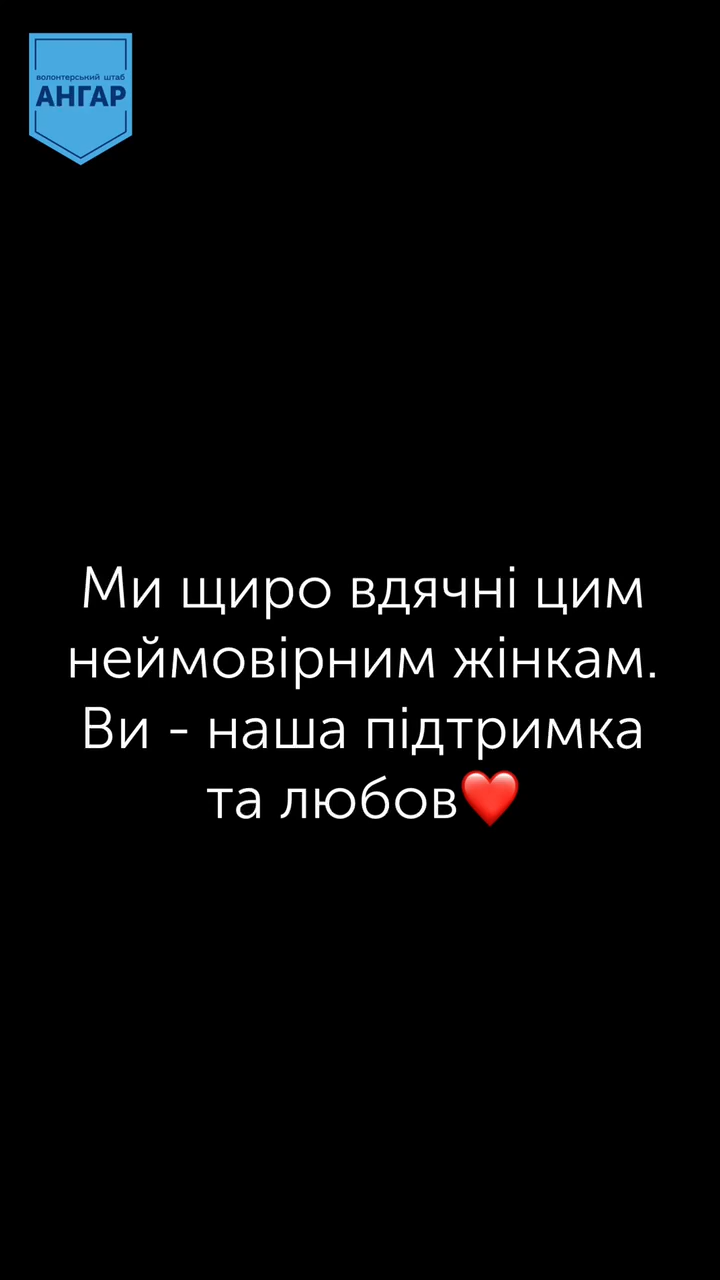 волонтерський штаб
АНГАР
Ми щиро вдячні цим
неймовірним жінкам.
Ви - наша підтримка
та любов❤️